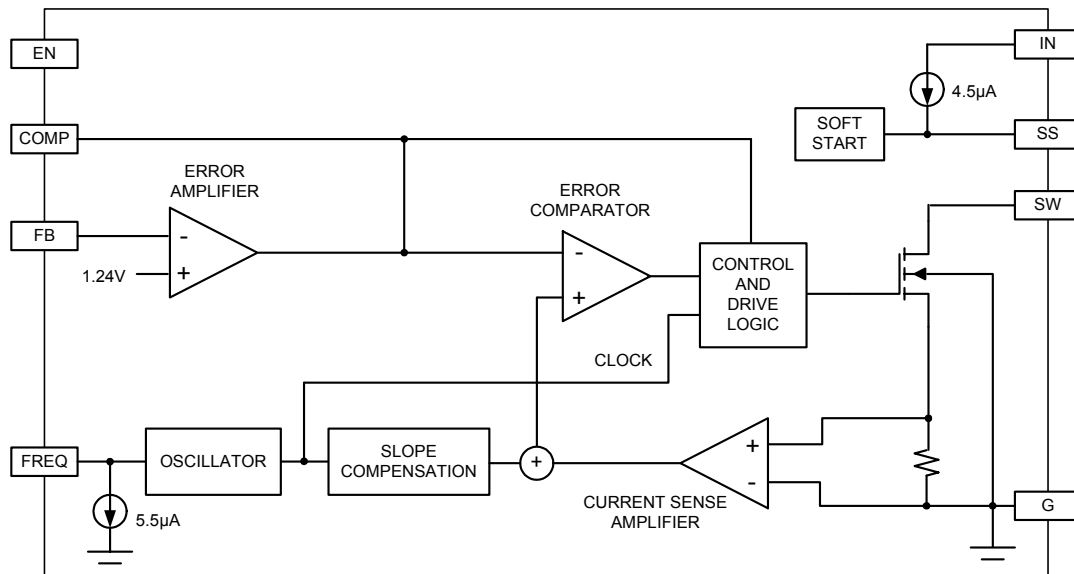 EN
IN
4.5µA
COMP
SOFT
START
SS
ERROR
AMPLIFIER
ERROR
COMPARATOR
SW
FB
-
+
1.24V
-
+
CONTROL
AND
DRIVE
LOGIC
CLOCK
FREQ
OSCILLATOR
SLOPE
COMPENSATION
+
+
-
CURRENT SENSE
AMPLIFIER
5.5µA
G